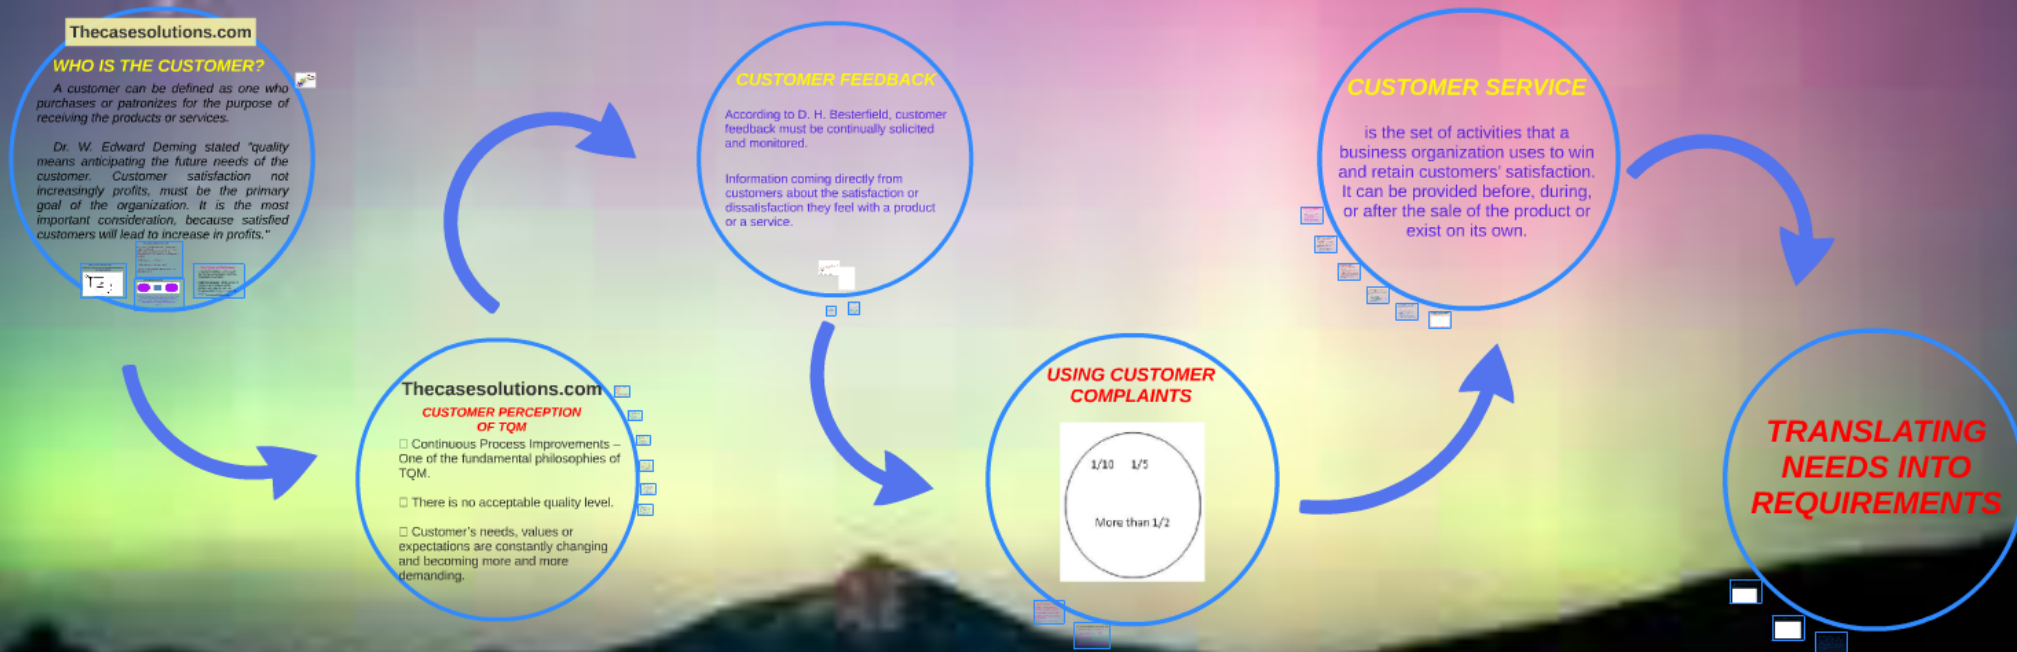 Thecasesolutions.com
WHO IS THE CUSTOMER?
A customer can be defined as one who
purchases or patronizes for the purpose of
receiving the products or services.
Dr. W. Edward Deming stated "quality
means anticipating the future needs of the
customer. Customer satisfaction not
increasingly profits, must be the primary
goal of the organization. It is the most
important consideration, because satisfied
customers will lead to increase in profits."
Thecasesolutions.com
CUSTOMER PERCEPTION
OF TQM
Continuous Process Improvements –
One of the fundamental philosophies of
TQM.
There is no acceptable quality level.
Customer's needs, values or
expectations are constantly changing
and becoming more and more
demanding.
CUSTOMER FEEDBACK
According to D. H. Besterfield, customer
feedback must be continually solicited
and monitored.
Information coming directly from
customers about the satisfaction or
dissatisfaction they feel with a product
or a service.
USING CUSTOMER
COMPLAINTS
1/10 1/5
More than 1/2
CUSTOMER SERVICE
is the set of activities that a
business organization uses to win
and retain customers' satisfaction.
It can be provided before, during,
or after the sale of the product or
exist on its own.
TRANSLATING
NEEDS INTO
REQUIREMENTS